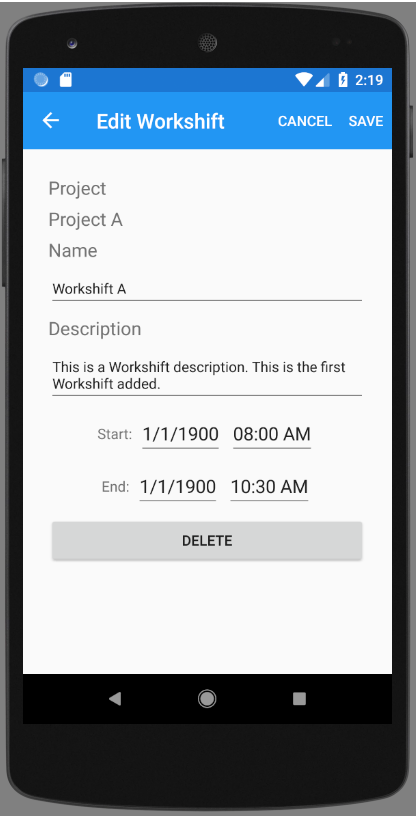 2:19
Edit Workshift CANCEL SAVE
Project
Project A
Name
Workshift A
Description
This is a Workshift description. This is the first
Workshift added.
Start: 1/1/1900 08:00 AM
End: 1/1/1900 10:30 AM
DELETE